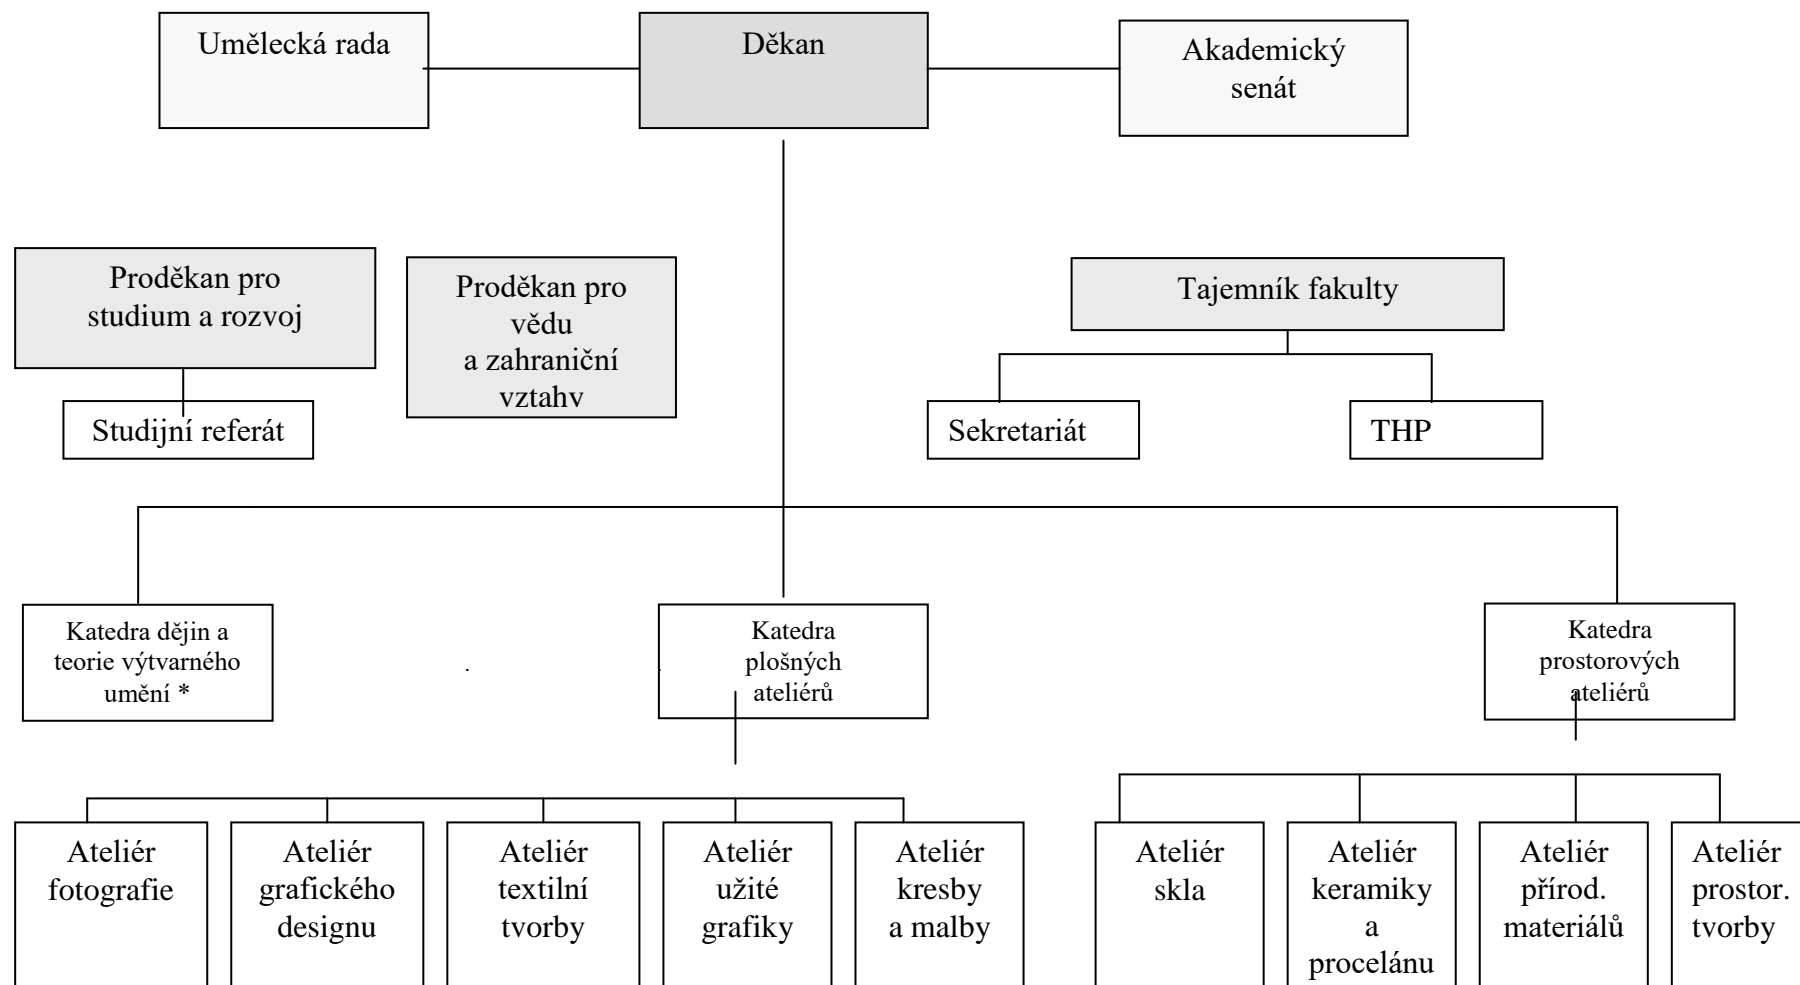 Umělecká rada
Děkan
Akademický
senát
Proděkan pro
studium a rozvoj
Proděkan pro
vědu
a zahraniční
vztahy
Tajemník fakulty
Studijní referát
Sekretariát
THP
Katedra dějin a
teorie výtvarného
umění *
Katedra
plošných
ateliérů
Katedra
prostorových
ateliérů
Ateliér
fotografie
Ateliér
grafického
designu
Ateliér
textilní
tvorby
Ateliér
užité
grafiky
Ateliér
kresby
a malby
Ateliér
skla
Ateliér
keramiky
a
procelánu
Ateliér
přírod.
materiálů
Ateliér
prostor.
tvorby